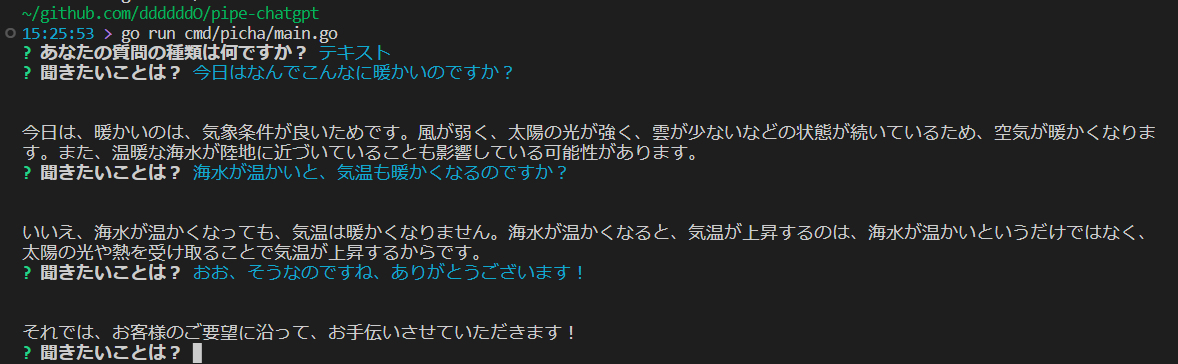 ~/github.com/ddddddO/pipe-chatgpt
15:25:53 > go run cmd/picha/main.go
? あなたの質問の種類は何ですか？ テキスト
? 聞きたいことは？ 今日はなんでこんなに暖かいのですか？
今日は、暖かいのは、気象条件が良いためです。風が弱く、太陽の光が強く、雲が少ないなどの状態が続いているため、空気が暖かくなりま
す。また、温暖な海水が陸地に近づいていることも影響している可能性があります。
? 聞きたいことは？ 海水が温かいと、気温も暖かくなるのですか？
いいえ、海水が温かくなっても、気温は暖かくなりません。海水が温かくなると、気温が上昇するのは、海水が温かいというだけではなく、
太陽の光や熱を受け取ることで気温が上昇するからです。
? 聞きたいことは？ おお、そうなのですね、ありがとうございます！
それでは、お客様のご要望に沿って、お手伝いさせていただきます！
? 聞きたいことは？